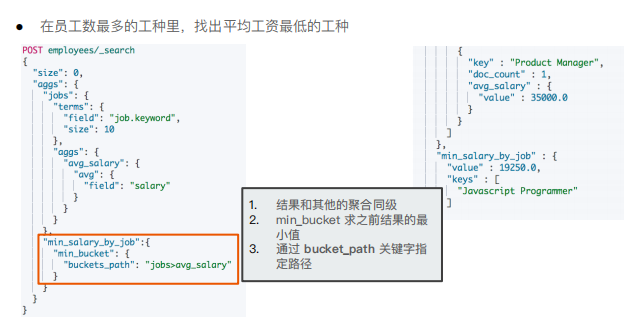 ● 在员工数最多的工种里，找出平均工资最低的工种
POST employees/_search
{
  "size": 0,
  "aggs": {
    "jobs": {
      "terms": {
        "field": "job.keyword",
        "size": 10
      },
      "aggs": {
        "avg_salary": {
          "avg": {
            "field": "salary"
          }
        }
      }
    },
    "min_salary_by_job":{
      "min_bucket": {
        "buckets_path": "jobs>avg_salary"
      }
    }
  }
}
        {
          "key" : "Product Manager",
          "doc_count" : 1,
          "avg_salary" : {
            "value" : 35000.0
          }
        }
      ]
    },
    "min_salary_by_job" : {
      "value" : 19250.0,
      "keys" : [
        "Javascript Programmer"
      ]
1. 结果和其他的聚合同级
2. min_bucket 求之前结果的最
小值
3. 通过 bucket_path 关键字指
定路径